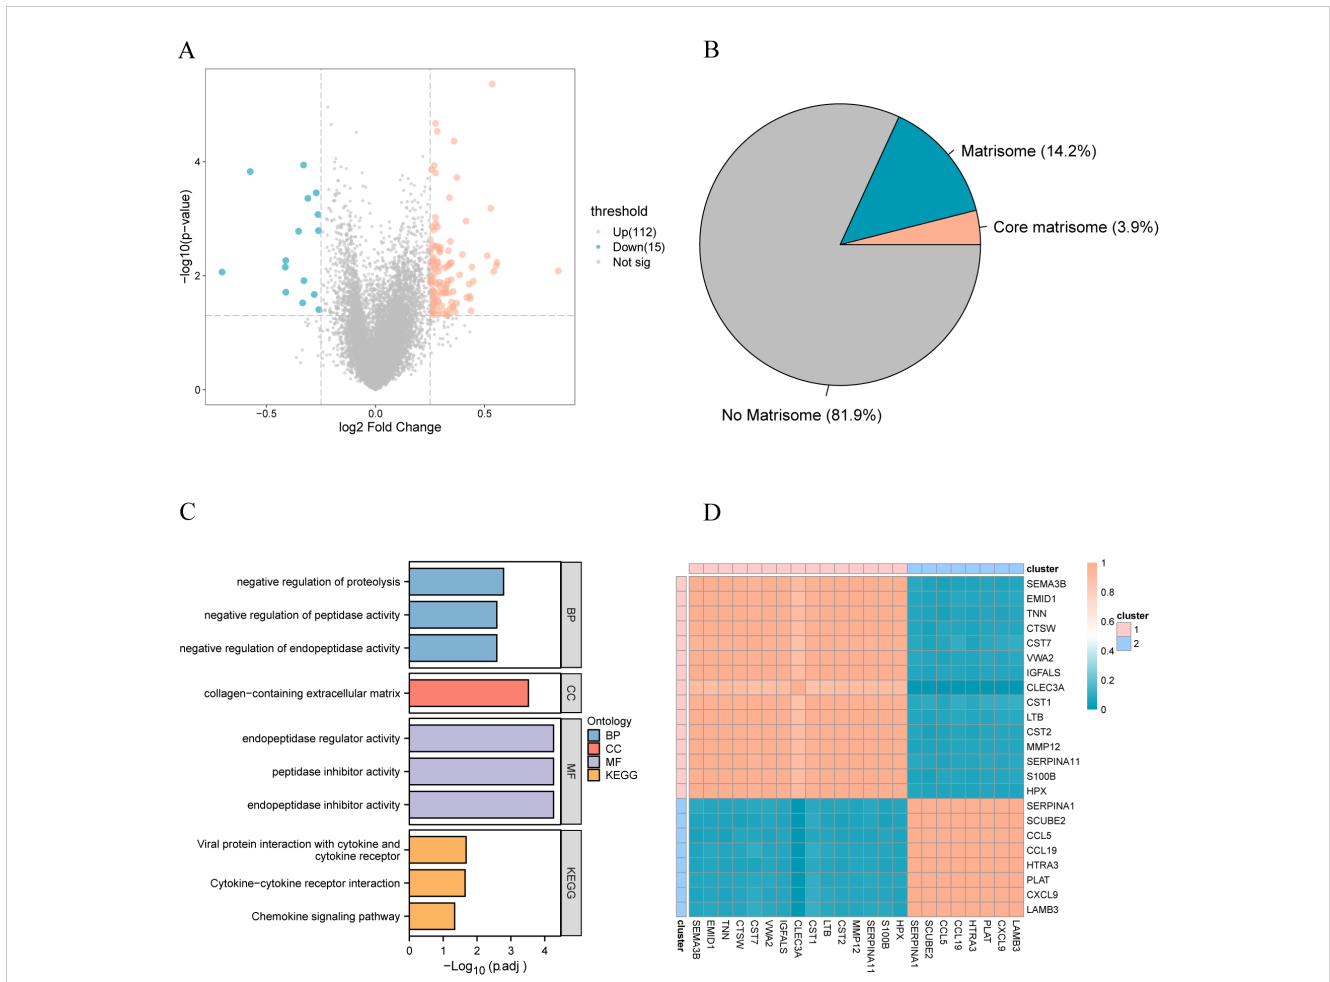 A
−log10(p−value)
4
2
0
−0.5
0.0
0.5
log2 Fold Change
threshold
Up(112)
Down(15)
Not sig
B
Matrisome (14.2%)
Core matrisome (3.9%)
No Matrisome (81.9%)
C
negative regulation of proteolysis
negative regulation of peptidase activity
negative regulation of endopeptidase activity
collagen−containing extracellular matrix
endopeptidase regulator activity
peptidase inhibitor activity
endopeptidase inhibitor activity
Viral protein interaction with cytokine and
cytokine receptor
Cytokine−cytokine receptor interaction
Chemokine signaling pathway
BP
CC
MF
KEGG
0
1
2
3
4
−Log10 (p.adj )
Ontology
BP
CC
MF
KEGG
D
cluster
SEMA3B
EMID1
TNN
CTSW
CST7
VWA2
IGFALS
CLEC3A
CST1
LTB
CST2
MMP12
SERPINA11
S100B
HPX
SERPINA1
SCUBE2
CCL5
CCL19
HTRA3
PLAT
CXCL9
LAMB3
cluster
SEMA3B
EMID1
TNN
CTSW
CST7
VWA2
IGFALS
CLEC3A
CST1
LTB
CST2
MMP12
SERPINA11
S100B
HPX
SERPINA1
SCUBE2
CCL5
CCL19
HTRA3
PLAT
CXCL9
LAMB3
1
0.8
0.6
0.4
0.2
0
cluster
1
2